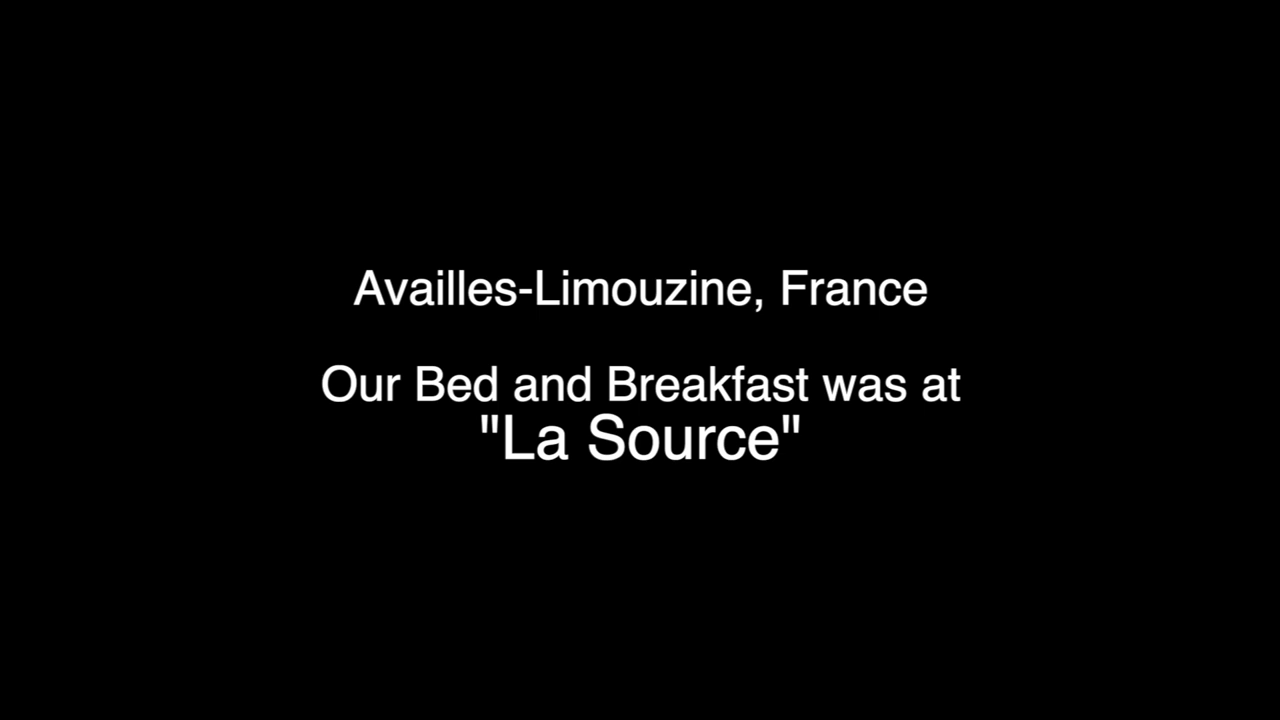 Availles-Limouzine, France
Our Bed and Breakfast was at
"La Source"